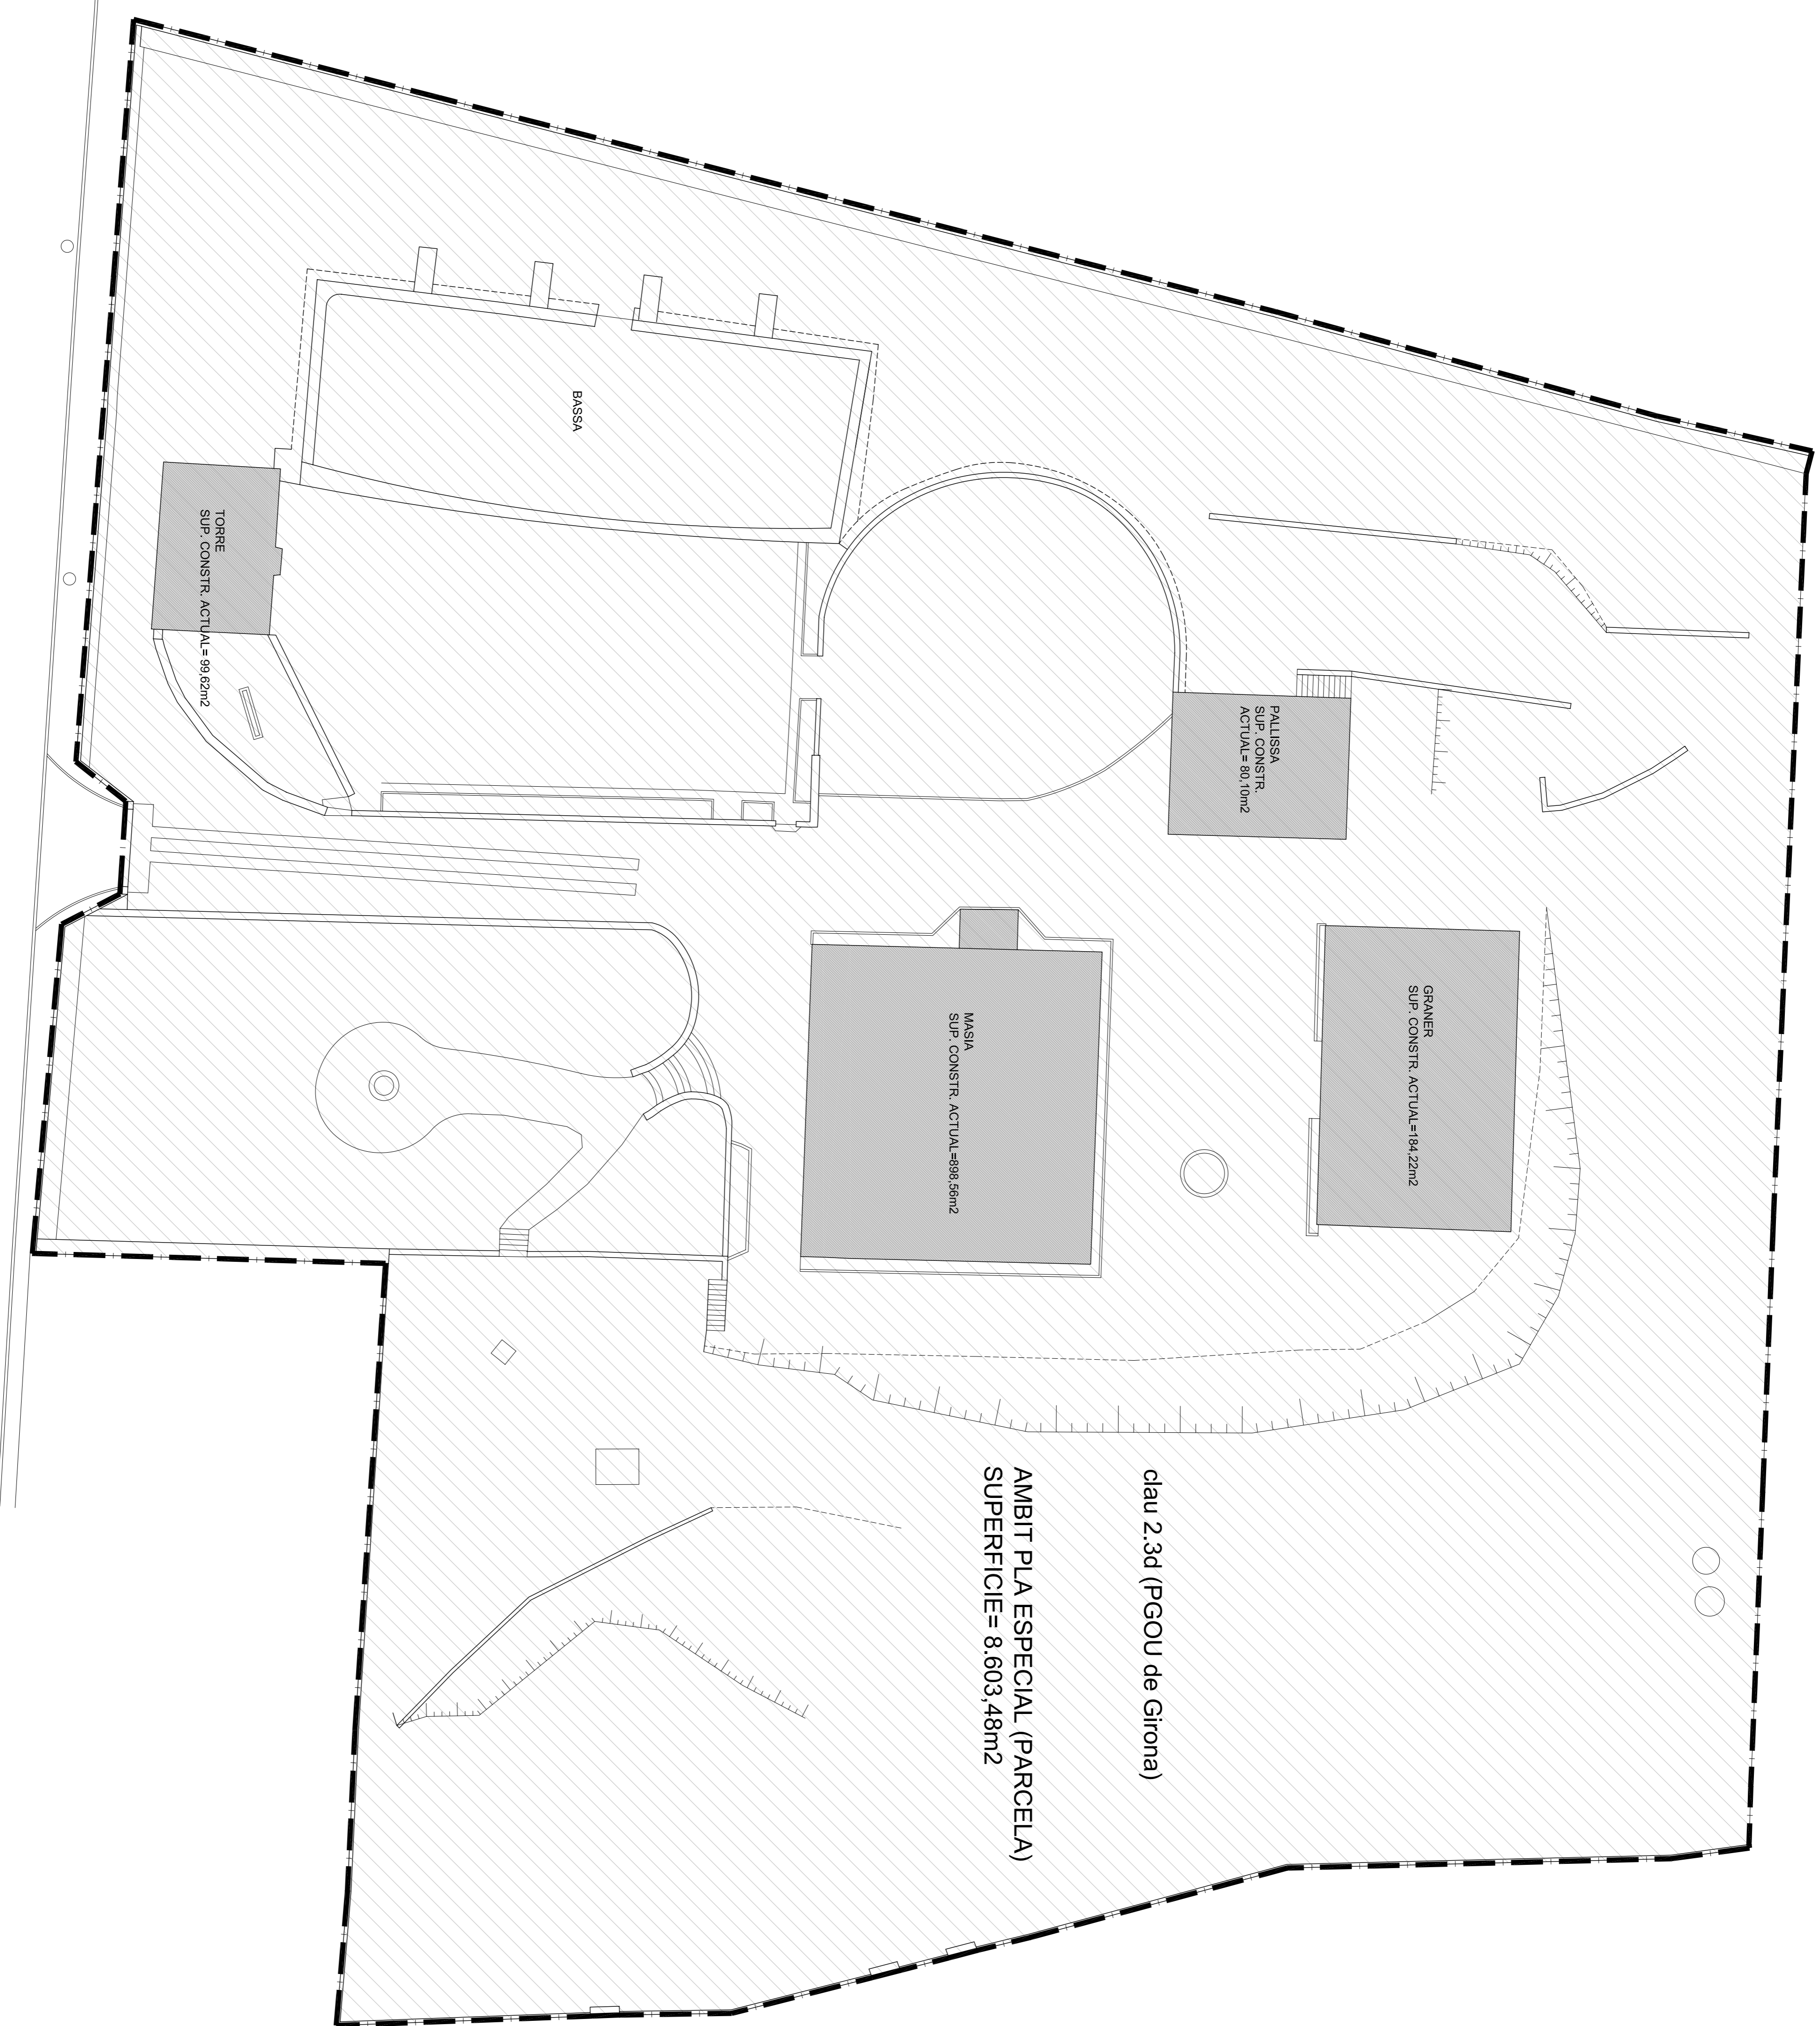 BASSA
TORRE
SUP. CONSTR. ACTUAL= 99,62m2
PALLISSA
SUP. CONSTR.
ACTUAL= 80,10m2
GRANER
SUP. CONSTR. ACTUAL=184,22m2
MASIA
SUP. CONSTR. ACTUAL=898,56m2
clau 2.3d (PGOU de Girona)
AMBIT PLA ESPECIAL (PARCELA)
SUPERFICIE= 8.603,48m2